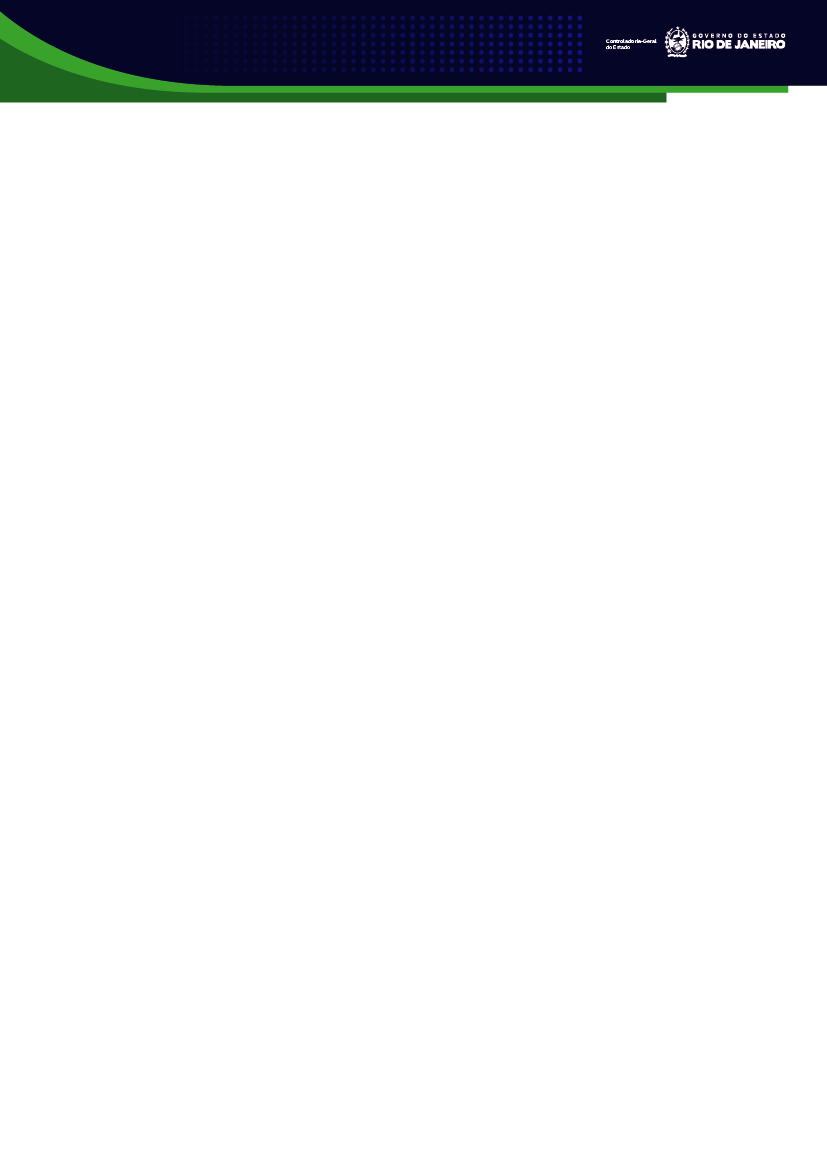 Controladoria-Geral
do Estado
GOVERNO DO ESTADO
RIO DE JANEIRO